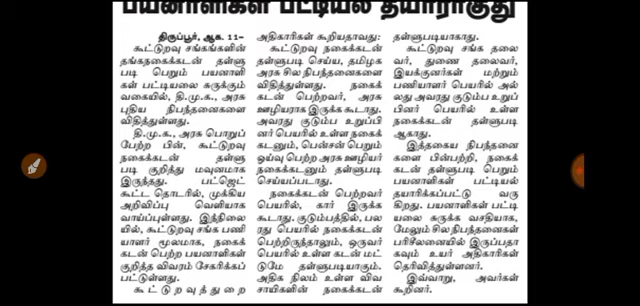 பயனாளிகள் பட்டியல் தயாராகுது
திருப்பூர், ஆக. 11–
கூட்டுறவு சங்கங்களின்
தங்கநகைக்கடன் தள்ளு
படி பெறும் பயனாளி
கள் பட்டியலை சுருக்கும்
வகையில், தி.மு.க., அரசு
புதிய நிபந்தனைகளை
விதித்துள்ளது.
தி.மு.க., அரசு பொறுப்
பேற்ற பின், கூட்டுறவு
நகைக்கடன் தள்ளு
படி குறித்து மவுனமாக
இருந்தது. பட்ஜெட்
கூட்ட தொடரில், முக்கிய
அறிவிப்பு வெளியாக
வாய்ப்புள்ளது. இந்நிலை
யில், கூட்டுறவு சங்க பணி
யாளர் மூலமாக, நகைக்
கடன் பெற்ற பயனாளிகள்
குறித்த விவரம் சேகரிக்கப்
பட்டுள்ளது.
கூட்டுறவுத்துறை
அதிகாரிகள் கூறியதாவது:
கூட்டுறவு நகைக்கடன்
தள்ளுபடி செய்ய, தமிழக
அரசு சில நிபந்தனைகளை
விதித்துள்ளது. நகைக்
கடன் பெற்றவர், அரசு
ஊழியராக இருக்க கூடாது.
அவரது குடும்ப உறுப்பி
னர் பெயரில் உள்ள நகைக்
கடனும், பென்சன் பெறும்
ஓய்வு பெற்ற அரசு ஊழியர்
நகைக்கடனும் தள்ளுபடி
செய்யப்படாது.
நகைக்கடன் பெற்றவர்
பெயரில், கார் இருக்க
கூடாது. குடும்பத்தில், பல
ரது பெயரில் நகைக்கடன்
பெற்றிருந்தாலும், ஒருவர்
பெயரில் உள்ள கடன் மட்
டுமே தள்ளுபடியாகும்.
அதிக நிலம் உள்ள விவ
சாயிகளின் நகைக்கடன்
தள்ளுபடியாகாது.
கூட்டுறவு சங்க தலை
வர், துணை தலைவர்,
இயக்குனர்கள் மற்றும்
பணியாளர் பெயரில் அல்
லது அவரது குடும்ப உறுப்
பினர் பெயரில் உள்ள
நகைக்கடன் தள்ளுபடி
ஆகாது.
இத்தகைய நிபந்தனை
களை பின்பற்றி, நகைக்
கடன் தள்ளுபடி பெறும்
பயனாளிகள் பட்டியல்
தயாரிக்கப்பட்டு வரு
கிறது. பயனாளிகள் பட்டி
யலை சுருக்க வசதியாக,
மேலும் சில நிபந்தனைகள்
பரிசீலனையில் இருப்பதா
கவும் உயர் அதிகாரிகள்
தெரிவித்துள்ளனர்.
இவ்வாறு, அவர்கள்
கூறினர்.